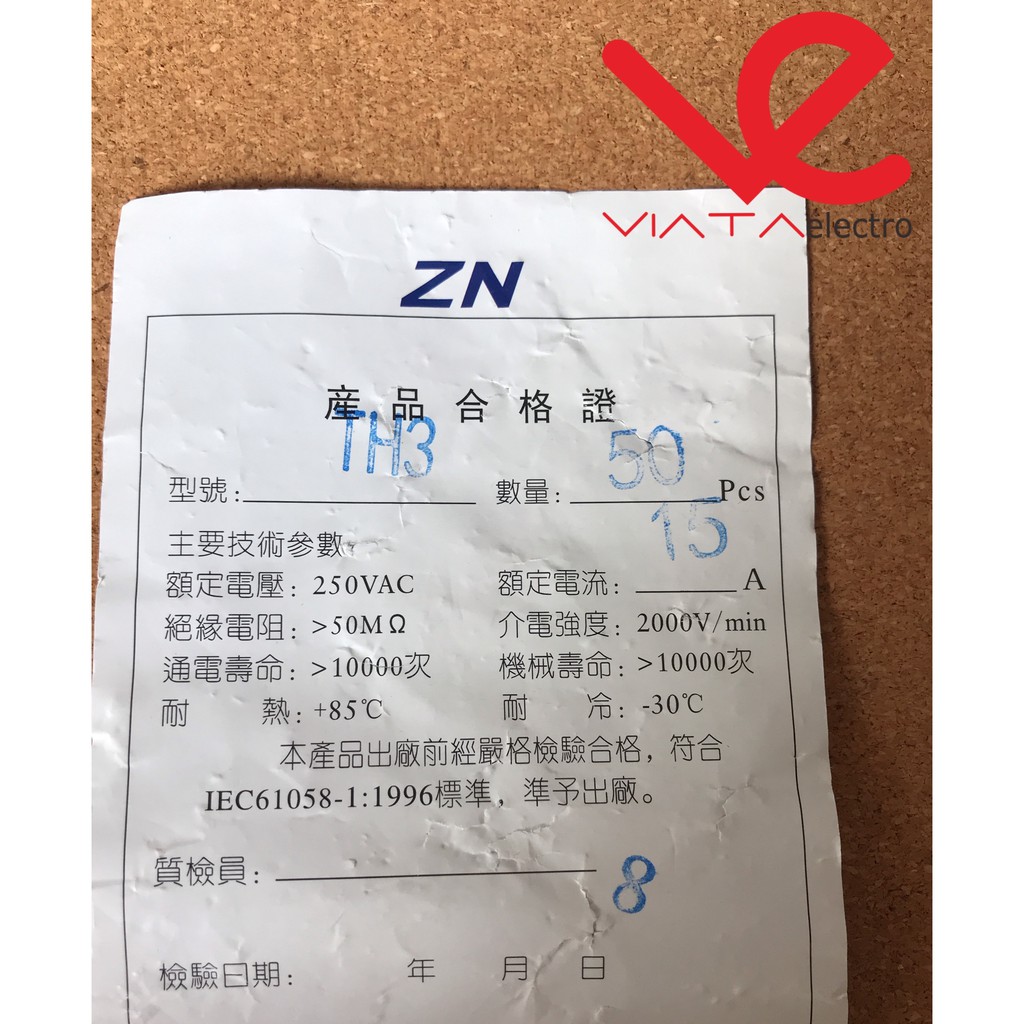 VIATA électro
ZN
産品合格證
型號: TH3 數量: 50 Pcs
主要技術參數
額定電壓: 250VAC 額定電流: 15 A
絕緣電阻: >50MΩ 介電強度: 2000V/min
通電壽命: >10000次 機械壽命: >10000次
耐 熱: +85℃ 耐 冷: -30℃
本產品出廠前經嚴格檢驗合格，符合
IEC61058-1:1996標準，準予出廠。
質檢員: 8
檢驗日期: 年 月 日